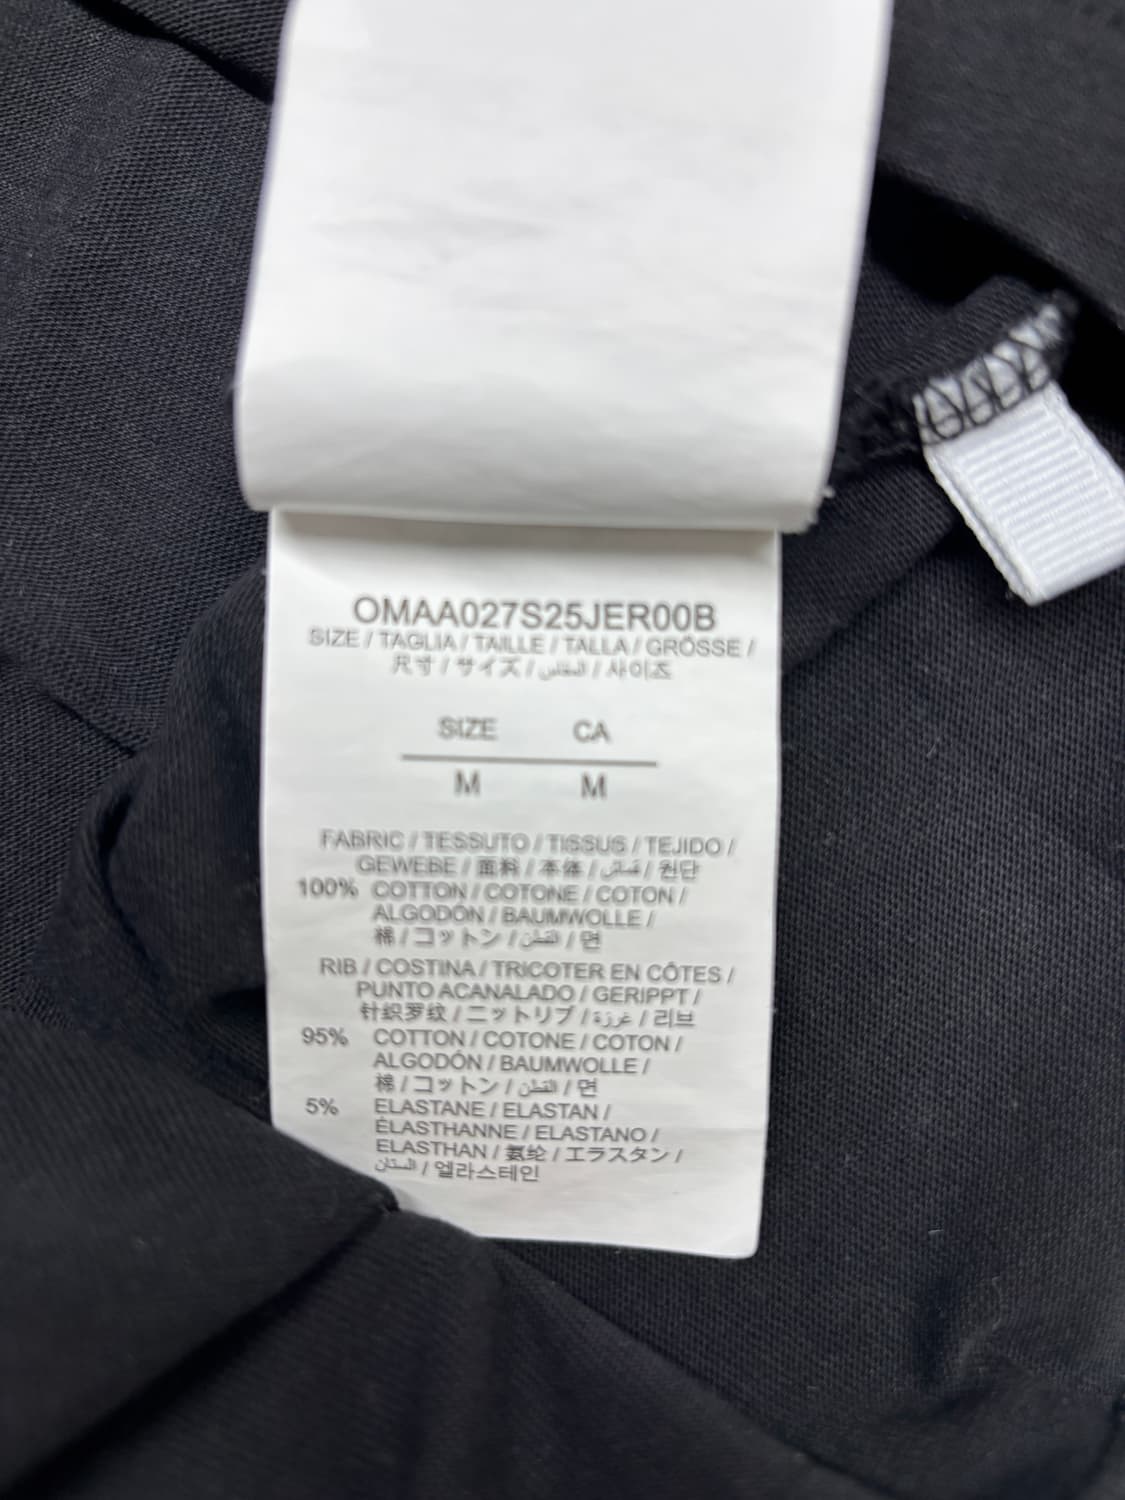 OMAA027S25JER00B
SIZE / TAGLIA / TAILLE / TALLA / GRÖSSE /
尺寸 / サイズ / المقاس / 사이즈
SIZE CA
M M
FABRIC / TESSUTO / TISSUS / TEJIDO /
GEWEBE / 面料 / 本体 / قماش / 원단
100% COTTON / COTONE / COTON /
ALGODÓN / BAUMWOLLE /
棉 / コットン / القطن / 면
RIB / COSTINA / TRICOTER EN CÔTES /
PUNTO ACANALADO / GERIPPT /
针织罗纹 / ニットリブ / غرزة / 리브
95% COTTON / COTONE / COTON /
ALGODÓN / BAUMWOLLE /
棉 / コットン / القطن / 면
5% ELASTANE / ELASTAN /
ÉLASTHANNE / ELASTANO /
ELASTHAN / 氨纶 / エラスタン /
الستان / 엘라스테인